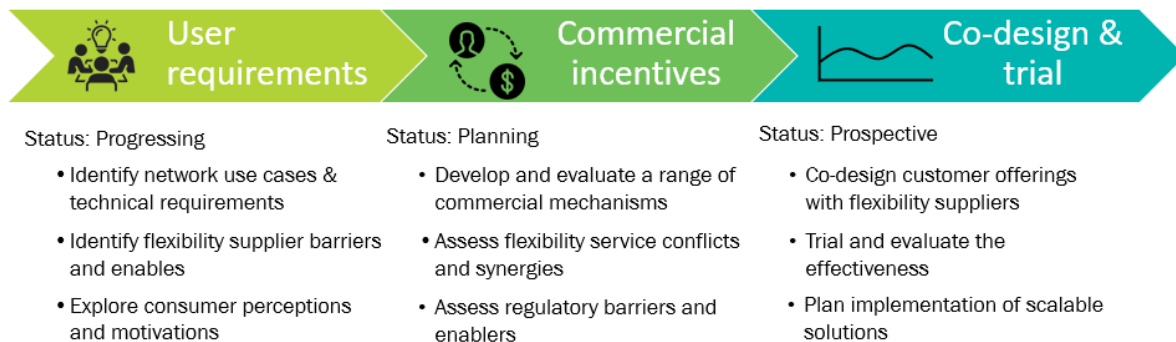 User
requirements
Commercial
incentives
Co-design &
trial
Status: Progressing
• Identify network use cases &
technical requirements
• Identify flexibility supplier barriers
and enables
• Explore consumer perceptions
and motivations
Status: Planning
• Develop and evaluate a range of
commercial mechanisms
• Assess flexibility service conflicts
and synergies
• Assess regulatory barriers and
enablers
Status: Prospective
• Co-design customer offerings
with flexibility suppliers
• Trial and evaluate the
effectiveness
• Plan implementation of scalable
solutions